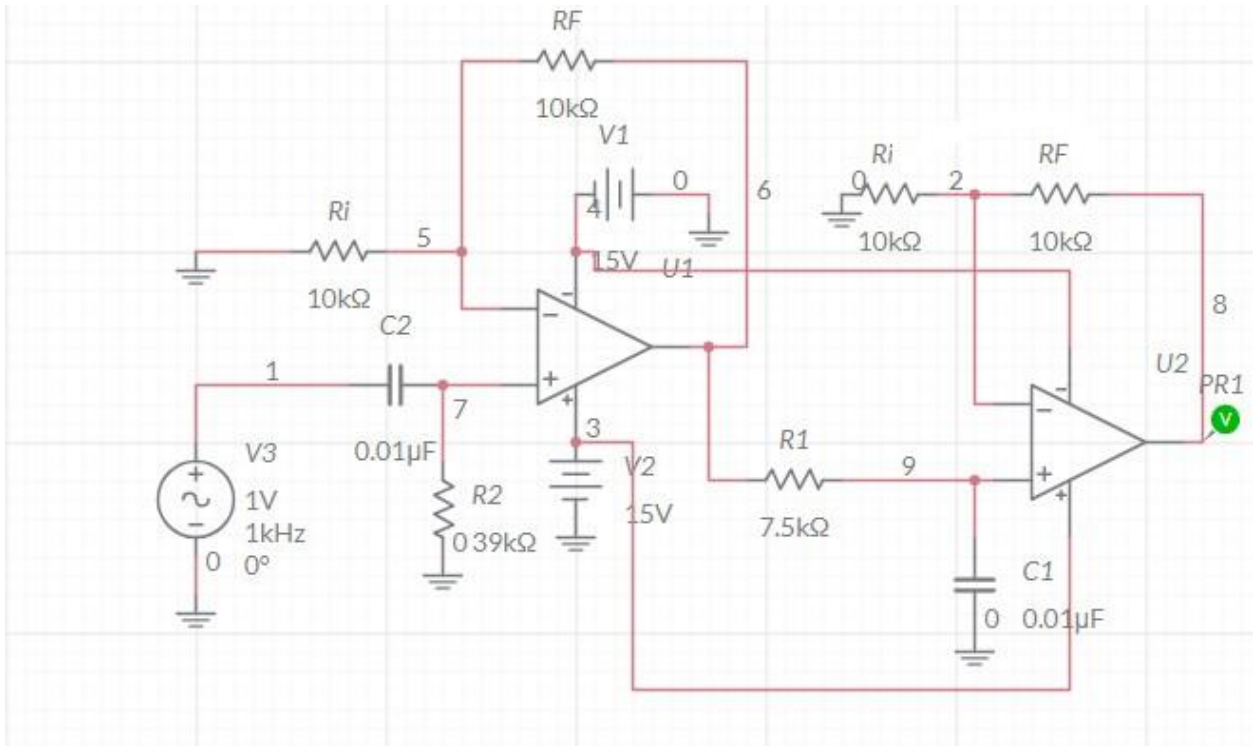 RF
10kΩ
V1
0
4
15V
6
Ri
5
10kΩ
U1
Ri
0
2
RF
10kΩ
10kΩ
8
C2
1
7
0.01µF
−
+
-
+
3
V2
15V
V3
+
−
1V
1kHz
0°
0
R2
0
39kΩ
R1
9
7.5kΩ
U2
PR1
V
−
+
-
+
C1
0
0.01µF